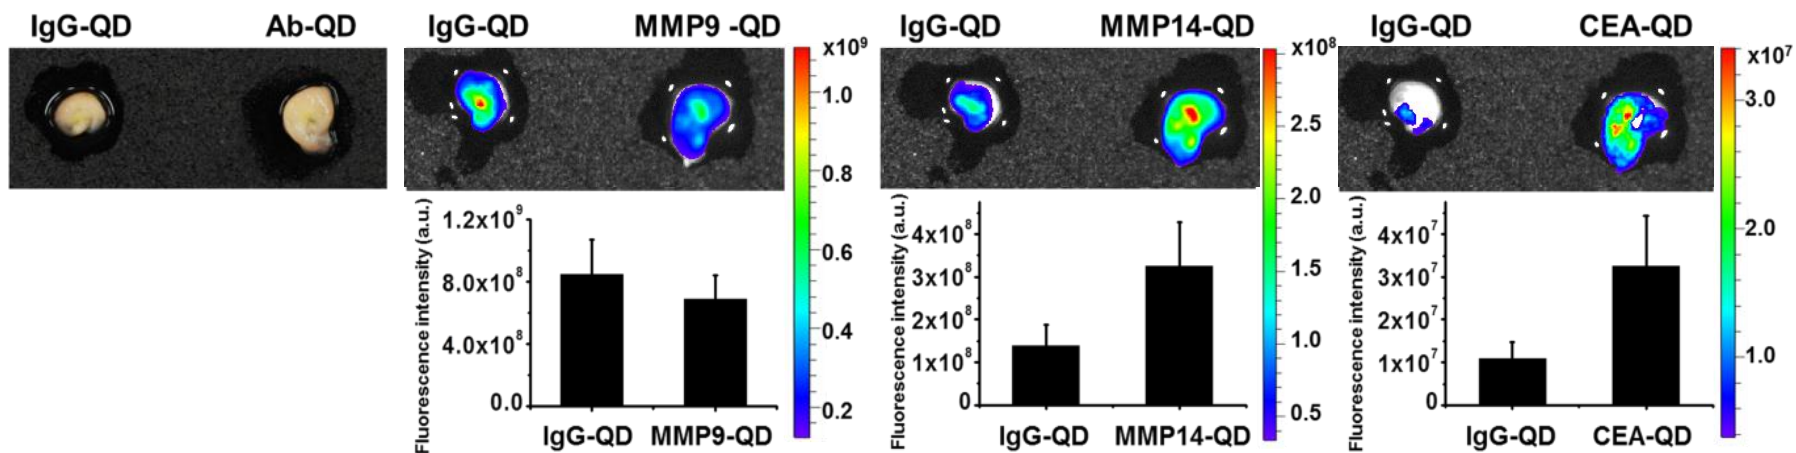 IgG-QD Ab-QD IgG-QD MMP9 -QD IgG-QD MMP14-QD IgG-QD CEA-QD
x10⁹
1.0
0.8
0.6
0.4
0.2
x10⁸
2.5
2.0
1.5
1.0
0.5
x10⁷
3.0
2.0
1.0
Fluorescence intensity (a.u.)
1.2x10⁹
8.0x10⁸
4.0x10⁸
0.0
IgG-QD MMP9-QD
Fluorescence intensity (a.u.)
4x10⁸
3x10⁸
2x10⁸
1x10⁸
0
IgG-QD MMP14-QD
Fluorescence intensity (a.u.)
4x10⁷
3x10⁷
2x10⁷
1x10⁷
0
IgG-QD CEA-QD